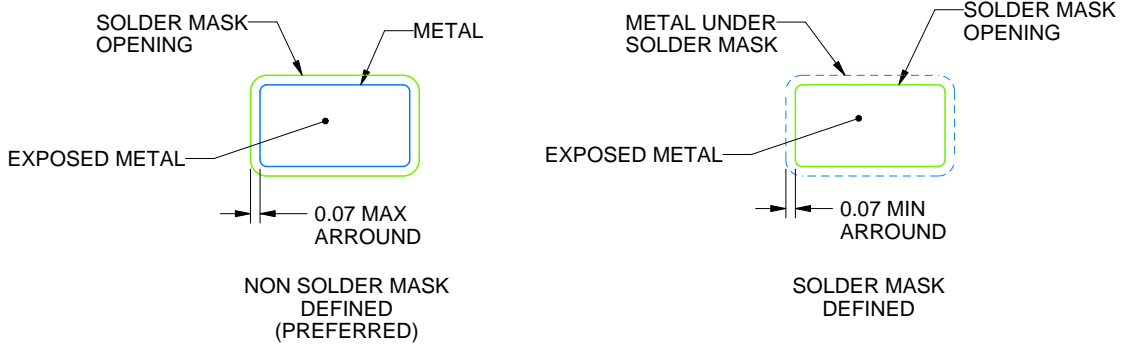 SOLDER MASK
OPENING
METAL
EXPOSED METAL
0.07 MAX
ARROUND
NON SOLDER MASK
DEFINED
(PREFERRED)
METAL UNDER
SOLDER MASK
SOLDER MASK
OPENING
EXPOSED METAL
0.07 MIN
ARROUND
SOLDER MASK
DEFINED